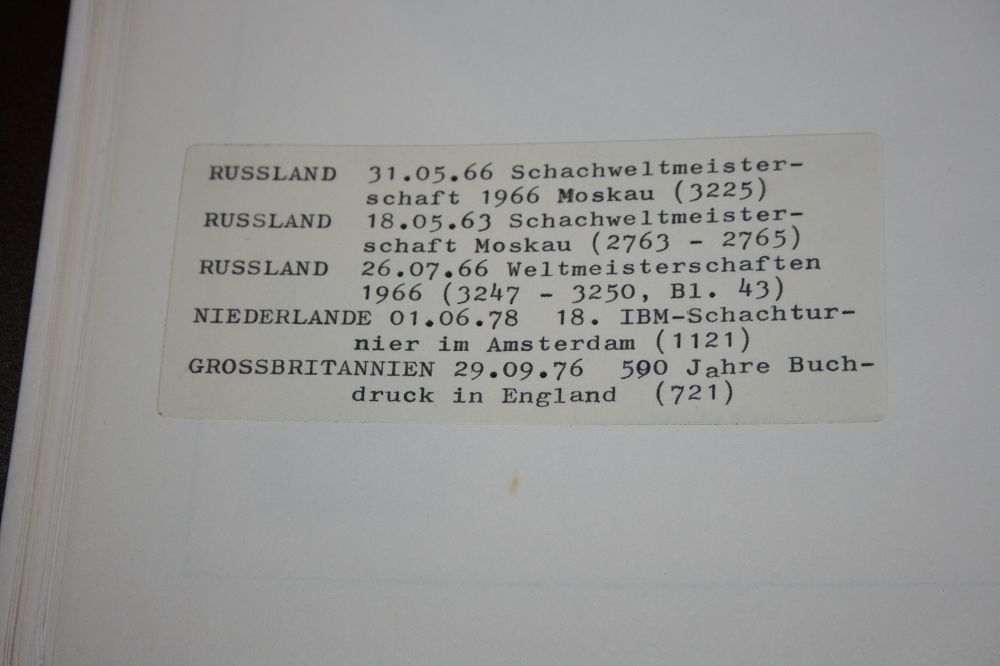 RUSSLAND 31.05.66 Schachweltmeister-
schaft 1966 Moskau (3225)
RUSSLAND 18.05.63 Schachweltmeister-
schaft Moskau (2763 - 2765)
RUSSLAND 26.07.66 Weltmeisterschaften
1966 (3247 - 3250, Bl. 43)
NIEDERLANDE 01.06.78 18. IBM-Schachtur-
nier im Amsterdam (1121)
GROSSBRITANNIEN 29.09.76 500 Jahre Buch-
druck in England (721)